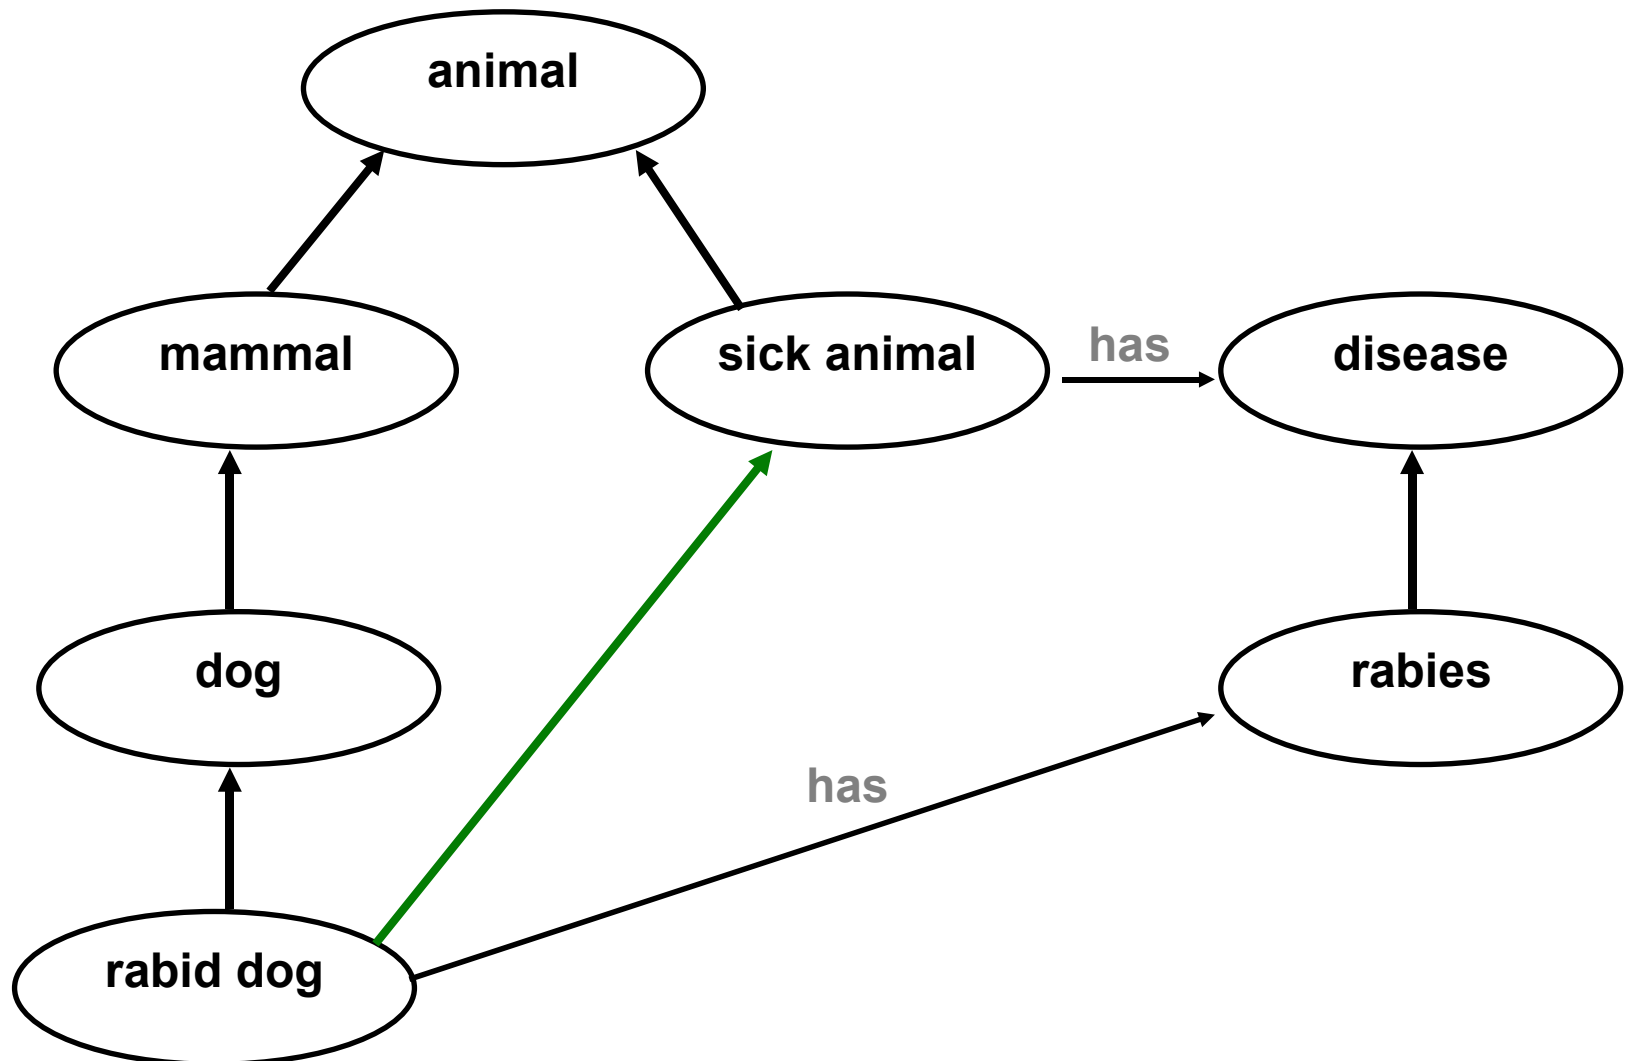 animal
mammal
sick animal
has
disease
dog
rabies
has
rabid dog